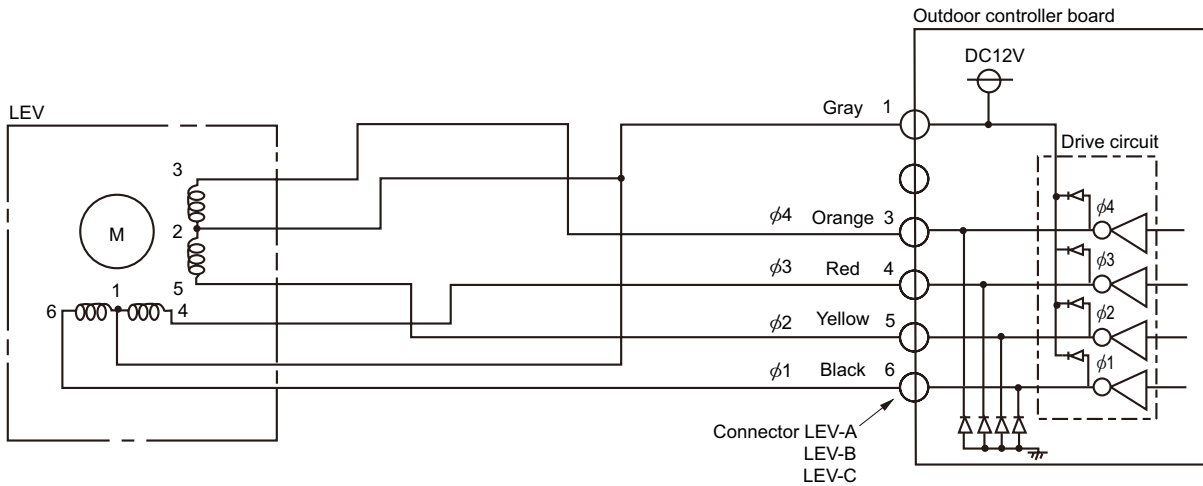 Outdoor controller board
DC12V
LEV
Gray 1
Drive circuit
3
M
2
ϕ4 Orange 3
ϕ4
ϕ3 Red 4
ϕ3
5
1
6
4
ϕ2 Yellow 5
ϕ2
ϕ1 Black 6
ϕ1
Connector LEV-A
LEV-B
LEV-C